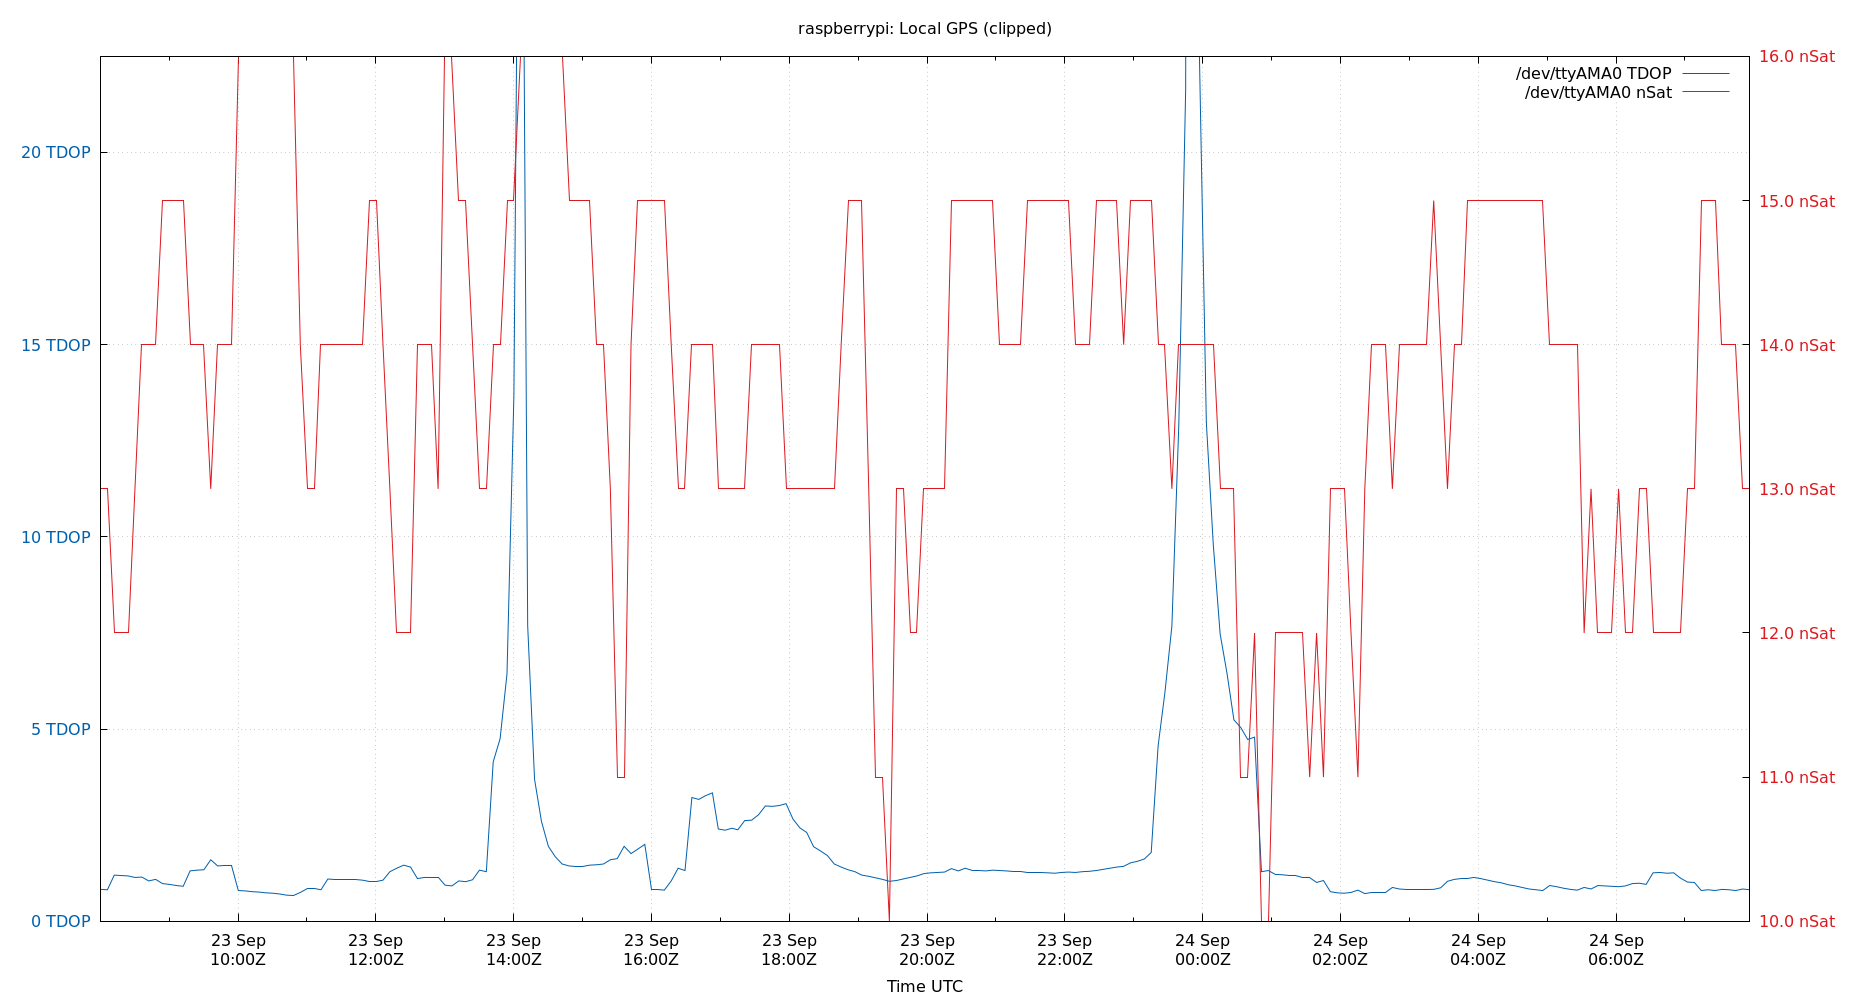 raspberrypi: Local GPS (clipped)
/dev/ttyAMA0 TDOP
/dev/ttyAMA0 nSat
20 TDOP
15 TDOP
10 TDOP
5 TDOP
0 TDOP
16.0 nSat
15.0 nSat
14.0 nSat
13.0 nSat
12.0 nSat
11.0 nSat
10.0 nSat
23 Sep
10:00Z
23 Sep
12:00Z
23 Sep
14:00Z
23 Sep
16:00Z
23 Sep
18:00Z
23 Sep
20:00Z
23 Sep
22:00Z
24 Sep
00:00Z
24 Sep
02:00Z
24 Sep
04:00Z
24 Sep
06:00Z
Time UTC